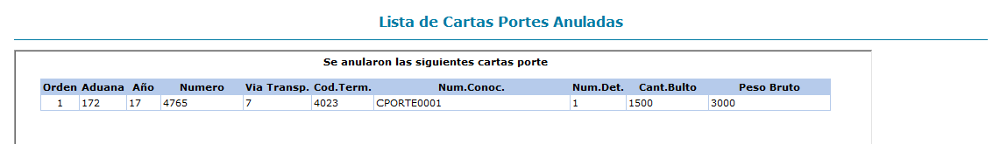 Lista de Cartas Portes Anuladas
Se anularon las siguientes cartas porte
Orden Aduana Año Numero Via Transp. Cod.Term. Num.Conoc. Num.Det. Cant.Bulto Peso Bruto
1 172 17 4765 7 4023 CPORTE0001 1 1500 3000